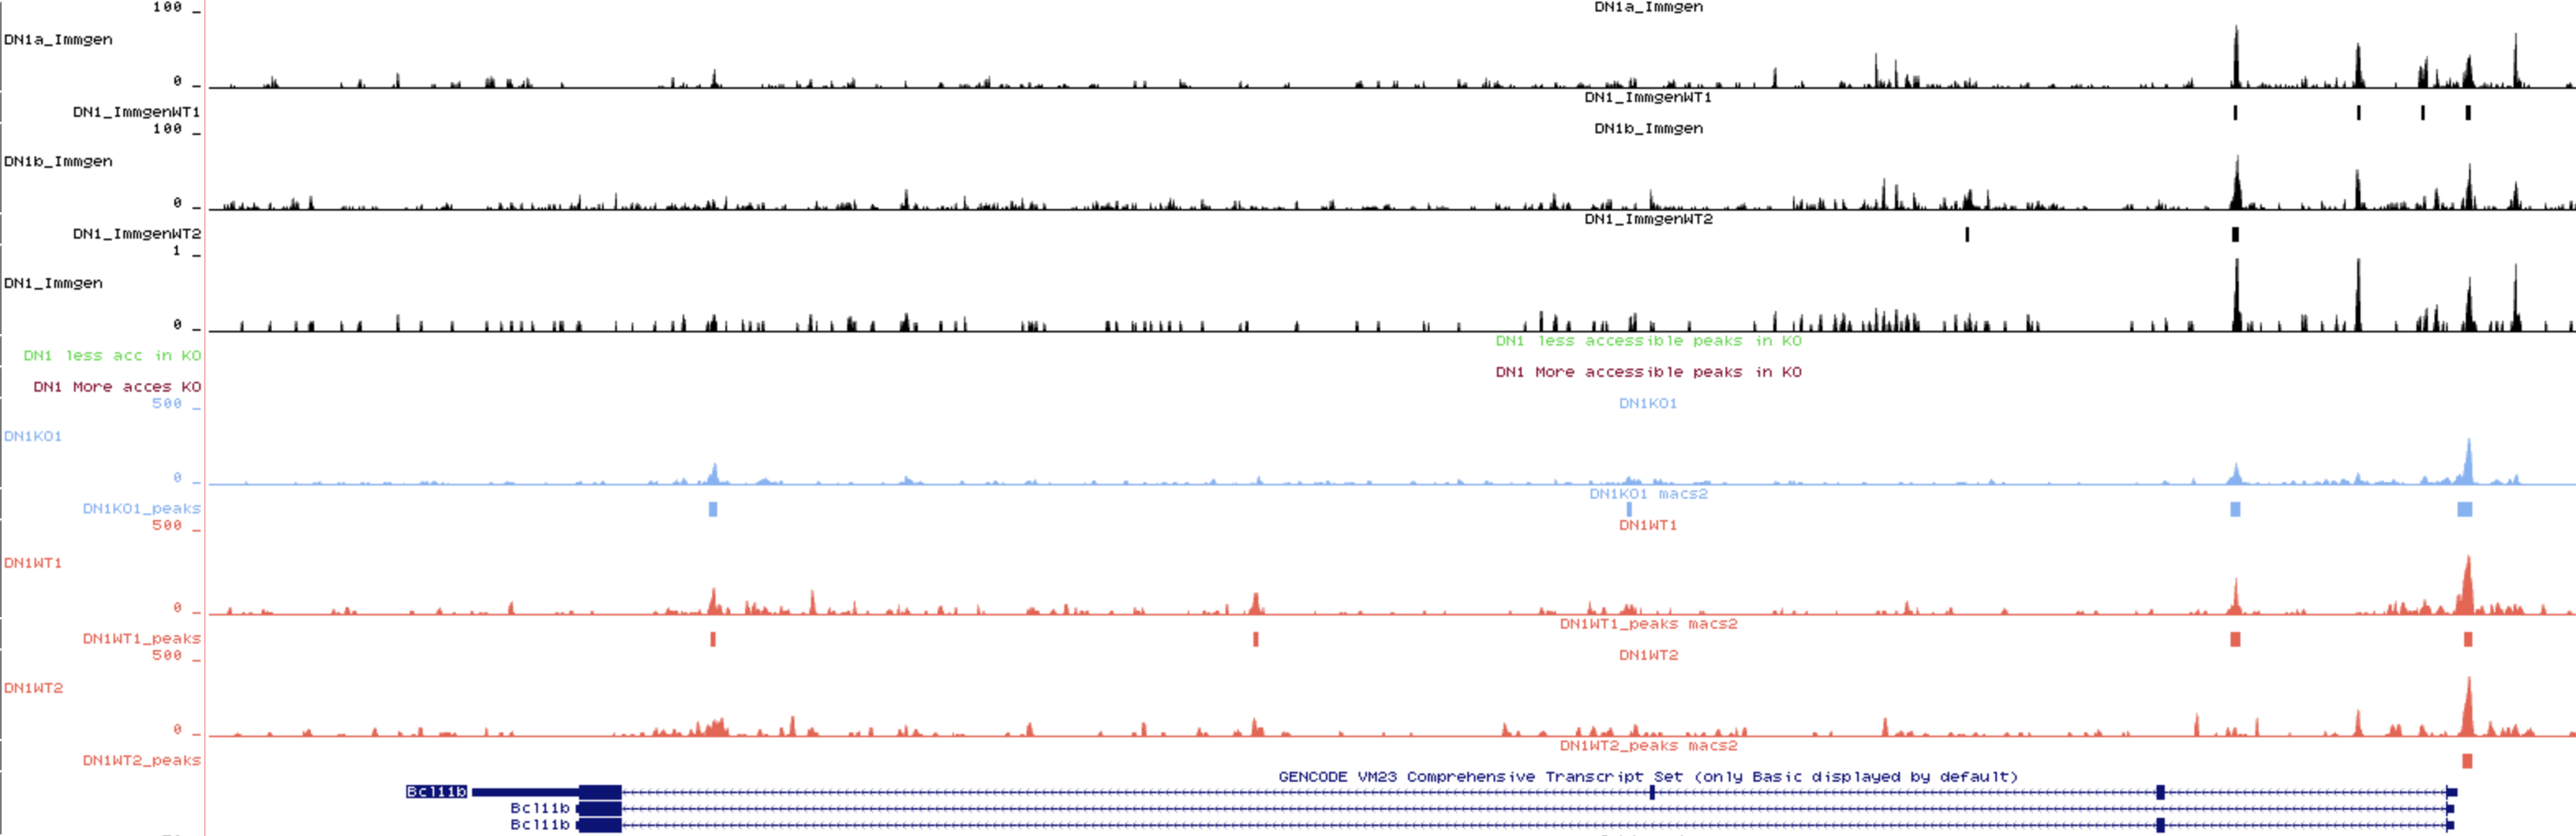 100 _ DN1a_Immgen
DN1a_Immgen
0 _
DN1_ImmgenWT1
DN1_ImmgenWT1
100 _ DN1b_Immgen
DN1b_Immgen
0 _
DN1_ImmgenWT2
DN1_ImmgenWT2
1 _
DN1_Immgen
0 _
DN1 less accessible peaks in KO
DN1 less acc in KO
DN1 More accessible peaks in KO
DN1 More acces KO
500 _ DN1KO1
DN1KO1
0 _
DN1KO1 macs2
DN1KO1_peaks
500 _ DN1WT1
DN1WT1
0 _
DN1WT1_peaks macs2
DN1WT1_peaks
500 _ DN1WT2
DN1WT2
0 _
DN1WT2_peaks macs2
DN1WT2_peaks
GENCODE VM23 Comprehensive Transcript Set (only Basic displayed by default)
Bcl11b
Bcl11b
Bcl11b